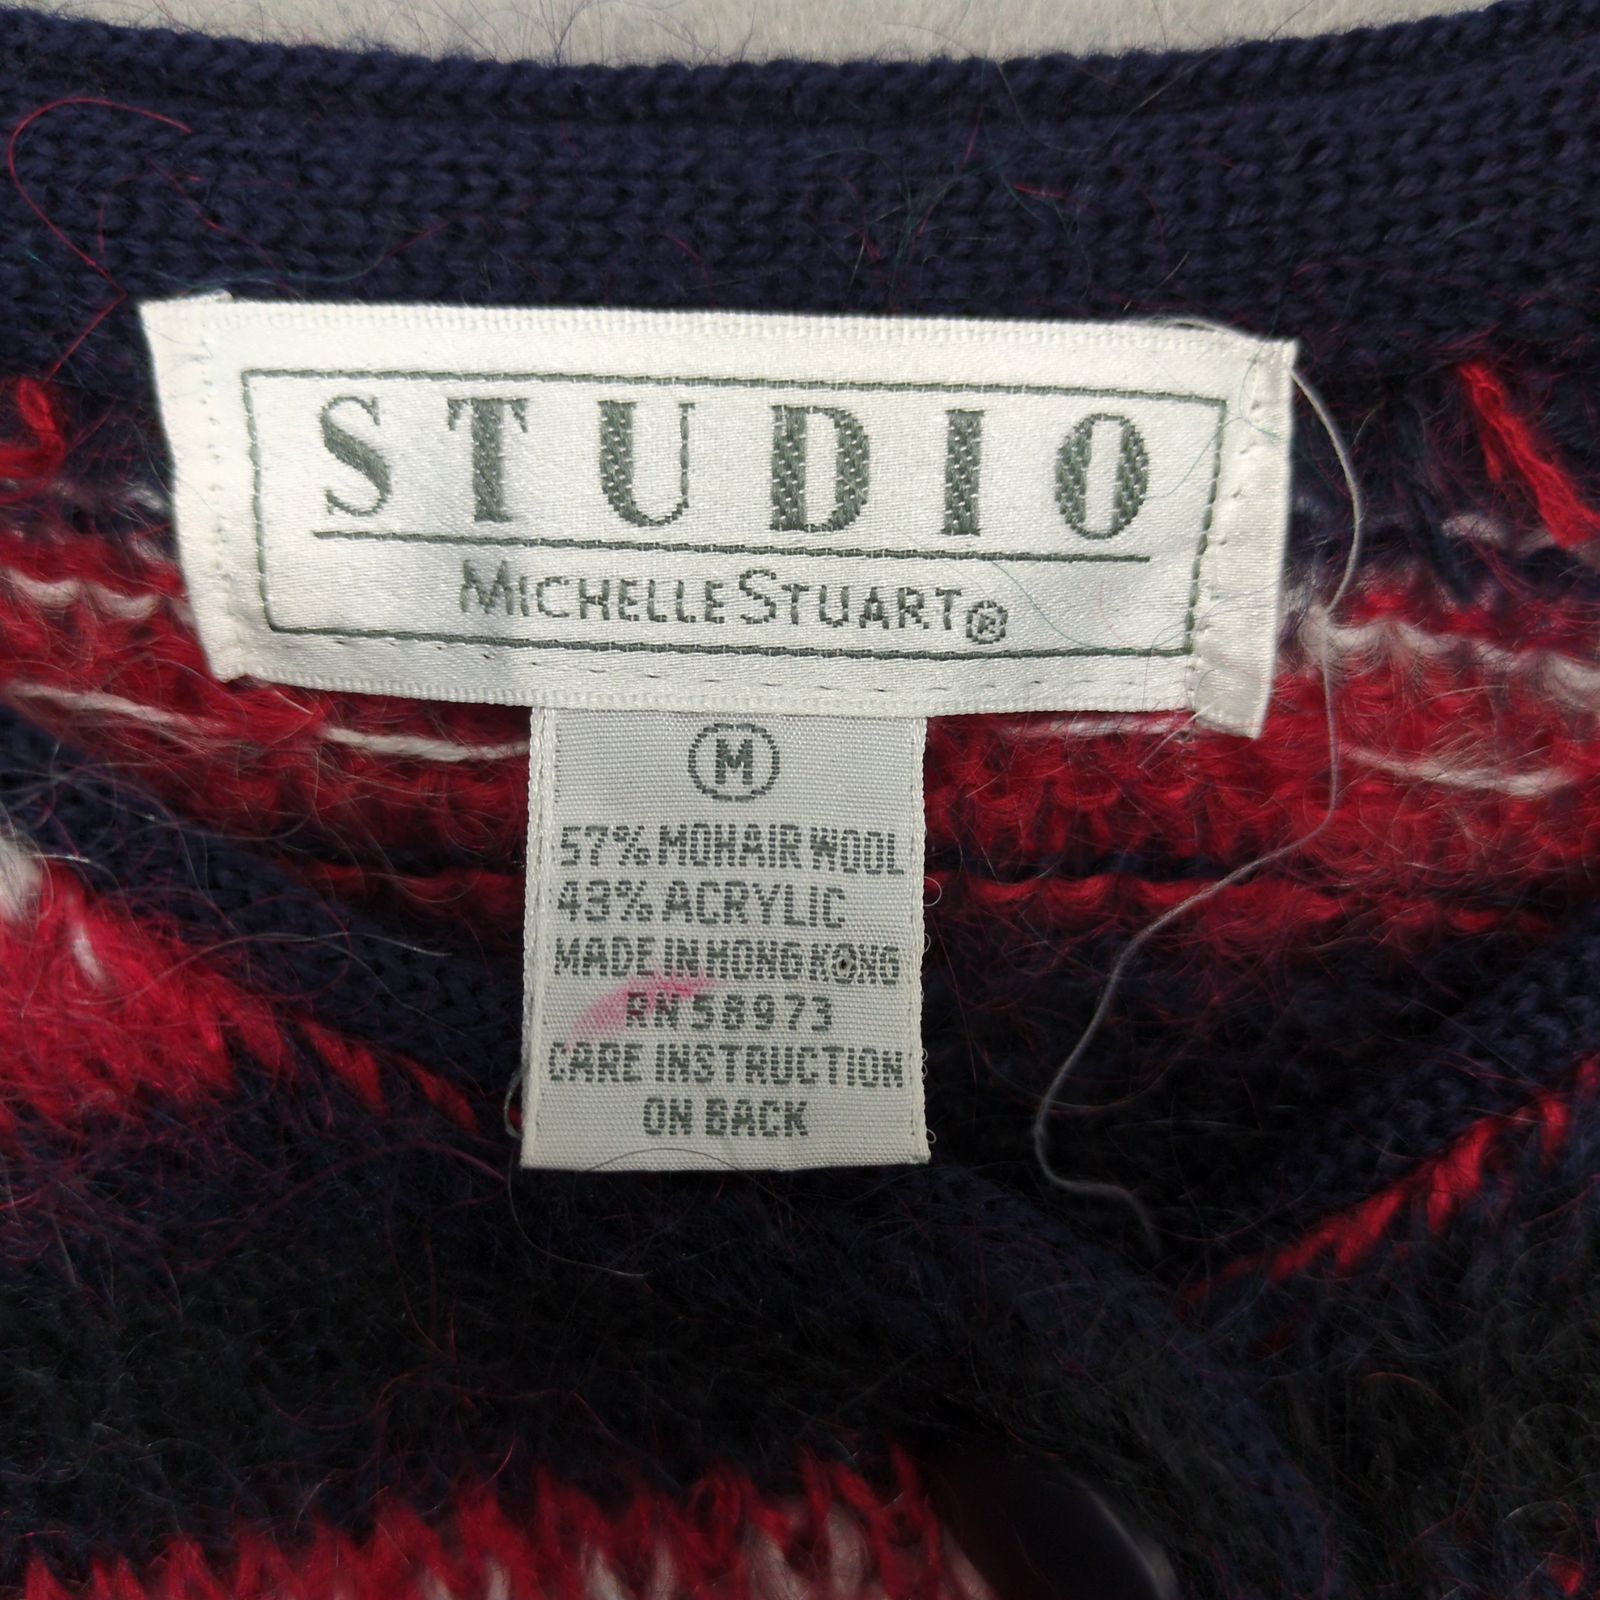 STUDIO
MICHELLE STUART®
M
57% MOHAIR WOOL
43% ACRYLIC
MADE IN HONG KONG
RN 58973
CARE INSTRUCTION
ON BACK